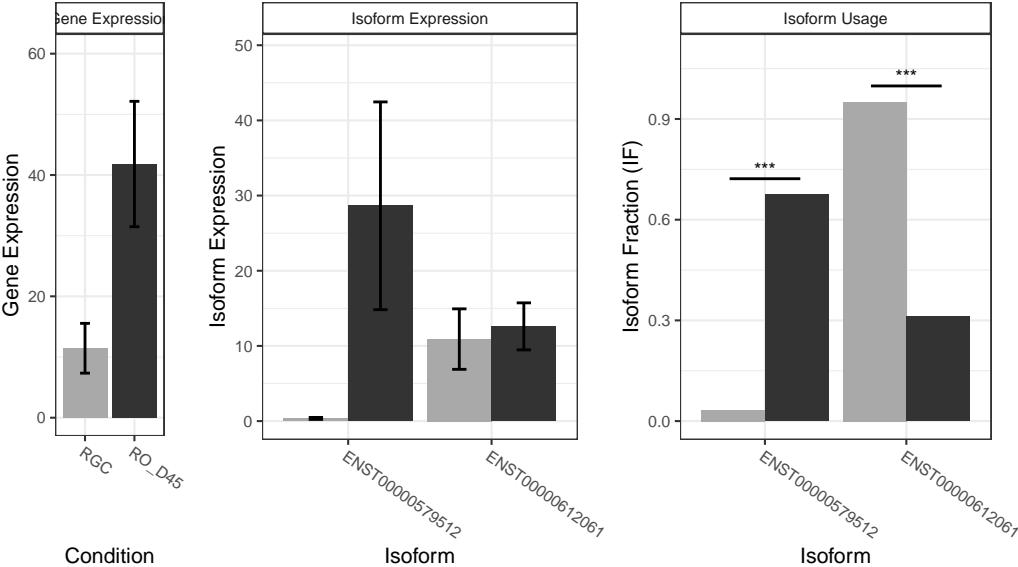 Gene Expression
Isoform Expression
Isoform Usage
Gene Expression
60
40
20
0
RGC
RO_D45
Condition
Isoform Expression
50
40
30
20
10
0
ENST00000579512
ENST00000612061
Isoform
Isoform Fraction (IF)
0.9
0.6
0.3
0.0
***
***
ENST00000579512
ENST00000612061
Isoform